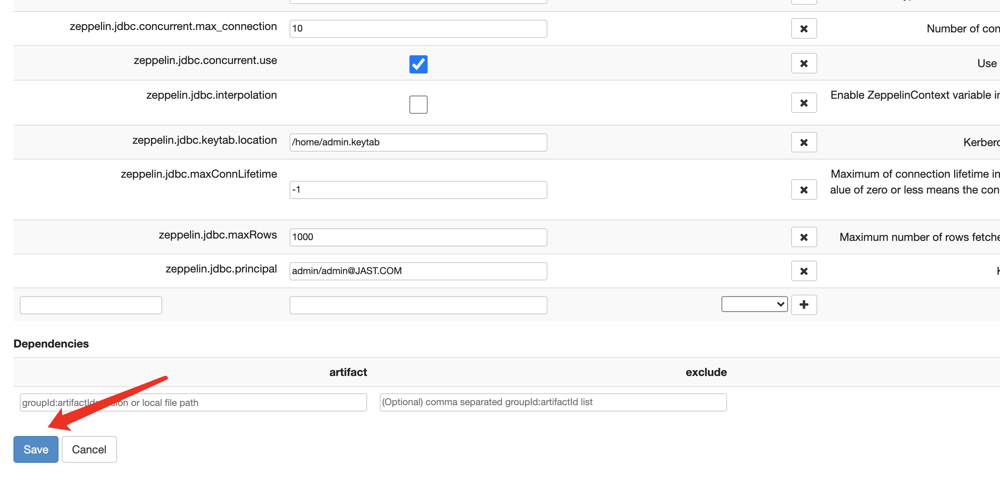 zeppelin.jdbc.concurrent.max_connection 10 Number of con
zeppelin.jdbc.concurrent.use Use
zeppelin.jdbc.interpolation Enable ZeppelinContext variable in
zeppelin.jdbc.keytab.location /home/admin.keytab Kerbero
zeppelin.jdbc.maxConnLifetime -1 Maximum of connection lifetime in
alue of zero or less means the con
zeppelin.jdbc.maxRows 1000 Maximum number of rows fetche
zeppelin.jdbc.principal admin/admin@JAST.COM K
Dependencies
artifact exclude
groupId:artifactId: sion or local file path (Optional) comma separated groupId:artifactId list
Save Cancel